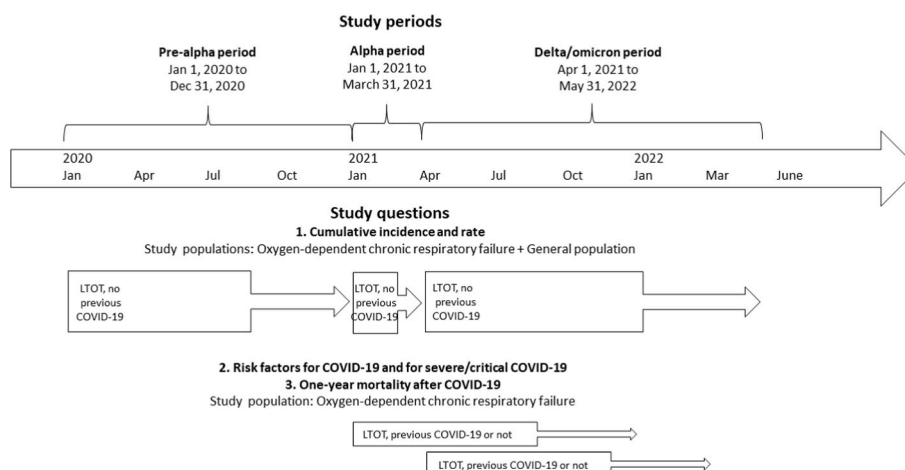 Study periods
Pre-alpha period
Jan 1, 2020 to
Dec 31, 2020
Alpha period
Jan 1, 2021 to
March 31, 2021
Delta/omicron period
Apr 1, 2021 to
May 31, 2022
2020 2021 2022
Jan Apr Jul Oct Jan Apr Jul Oct Jan Mar June
Study questions
1. Cumulative incidence and rate
Study populations: Oxygen-dependent chronic respiratory failure + General population
LTOT, no
previous
COVID-19
LTOT, no
previous
COVID-19
LTOT, no
previous
COVID-19
2. Risk factors for COVID-19 and for severe/critical COVID-19
3. One-year mortality after COVID-19
Study population: Oxygen-dependent chronic respiratory failure
LTOT, previous COVID-19 or not
LTOT, previous COVID-19 or not